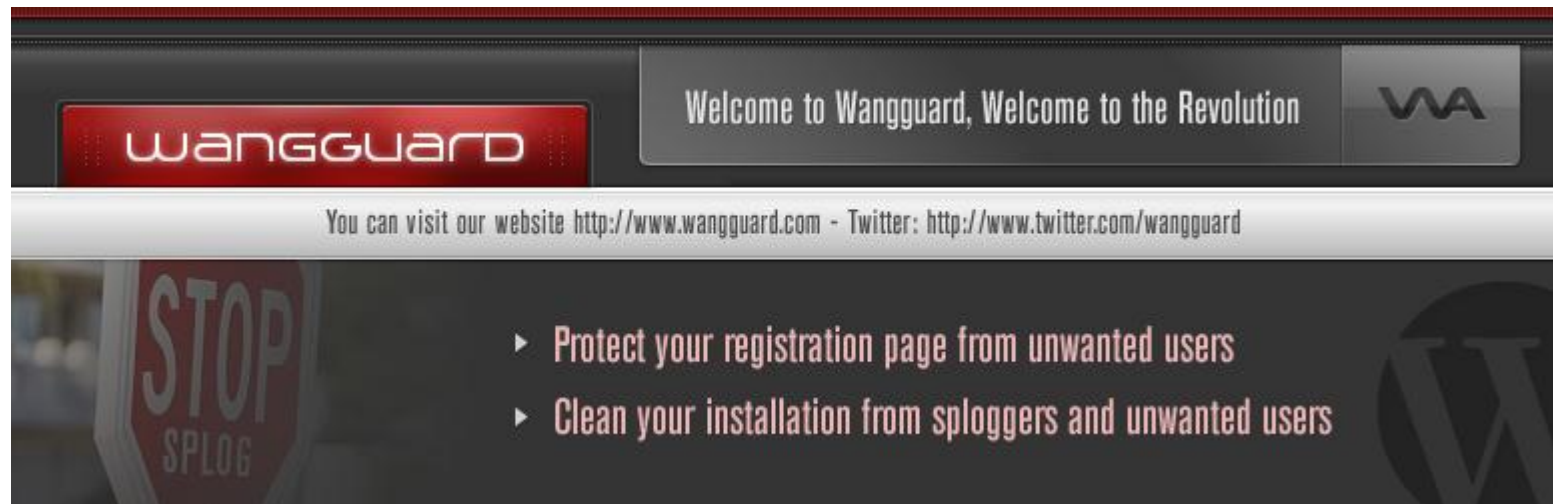 Welcome to Wangguard, Welcome to the Revolution
WA
WANGGUARD
You can visit our website http://www.wangguard.com - Twitter: http://www.twitter.com/wangguard
STOP
SPLOG
Protect your registration page from unwanted users
Clean your installation from sploggers and unwanted users
W